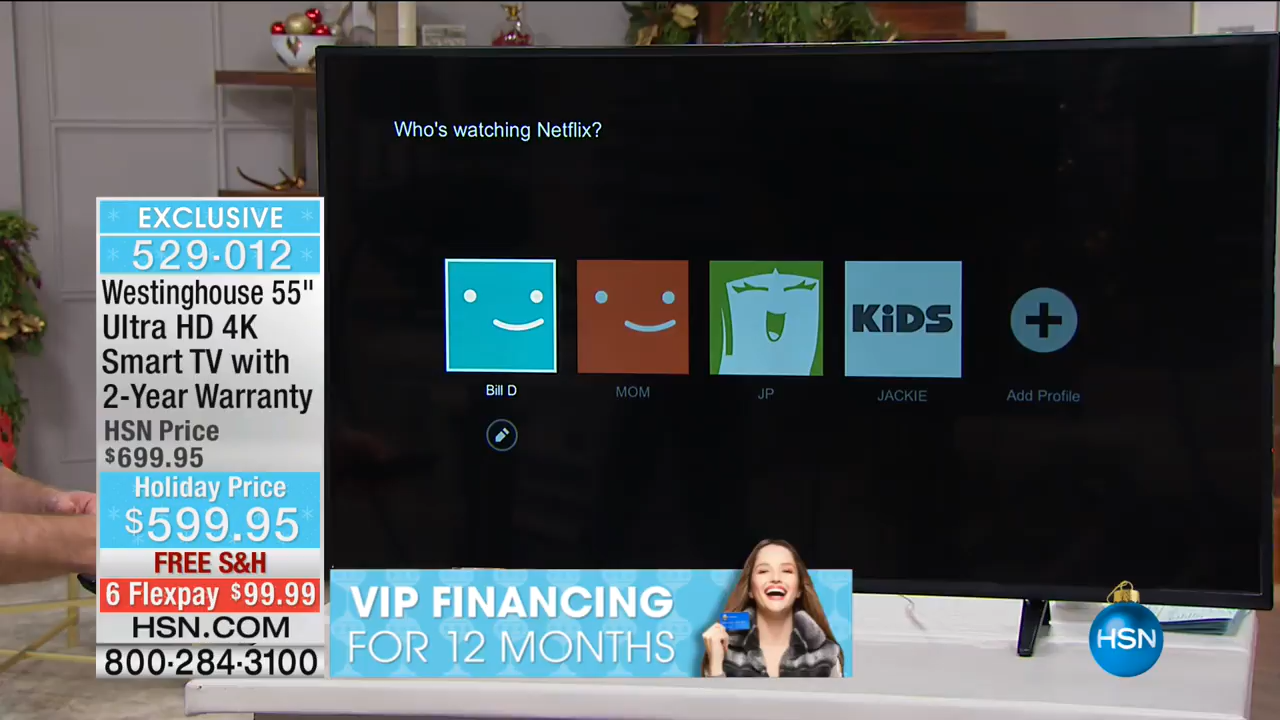 Who's watching Netflix?
KiDS
Bill D
MOM
JP
JACKIE
Add Profile
EXCLUSIVE
529·012
Westinghouse 55"
Ultra HD 4K
Smart TV with
2-Year Warranty
HSN Price
$699.95
Holiday Price
$599.95
FREE S&H
6 Flexpay $99.99
HSN.COM
800·284·3100
VIP FINANCING
FOR 12 MONTHS
HSN